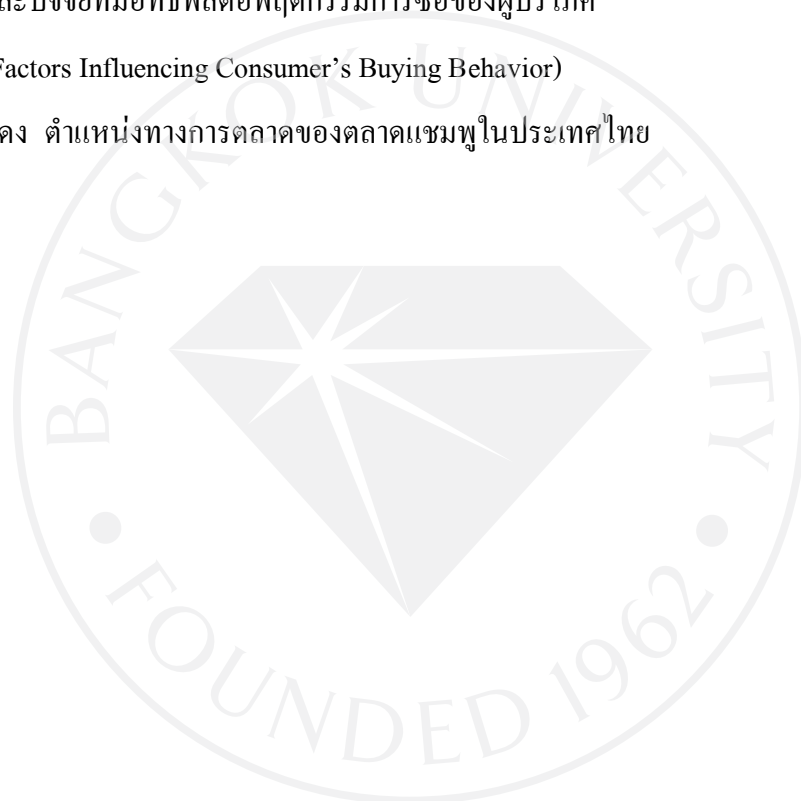 ละปัจจัยที่มีอิทธิพลต่อพฤติกรรมการซื้อของผู้บริโภค
Factors Influencing Consumer’s Buying Behavior)
ดง ตำแหน่งทางการตลาดของตลาดแชมพูในประเทศไทย
BANGKOK UNIVERSITY
FOUNDED 1962